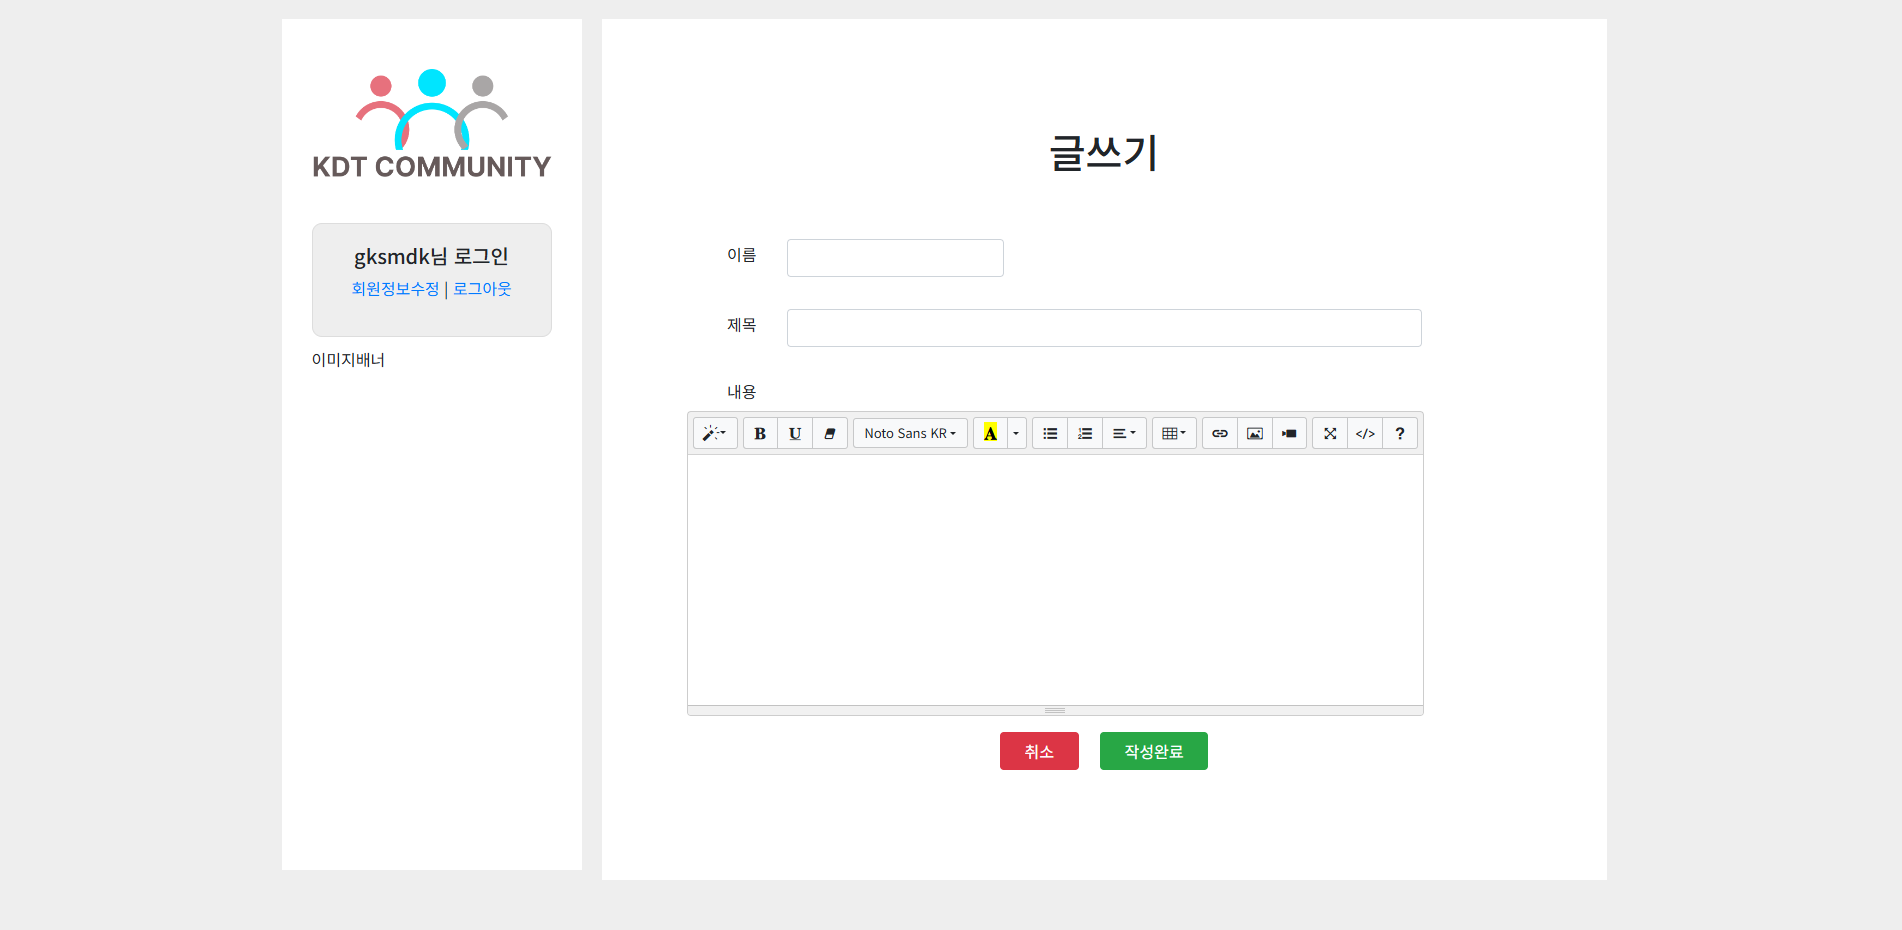 KDT COMMUNITY
gksmdk님 로그인
회원정보수정 | 로그아웃
이미지배너
글쓰기
이름
제목
내용
B U Noto Sans KR A </> ?
취소 작성완료